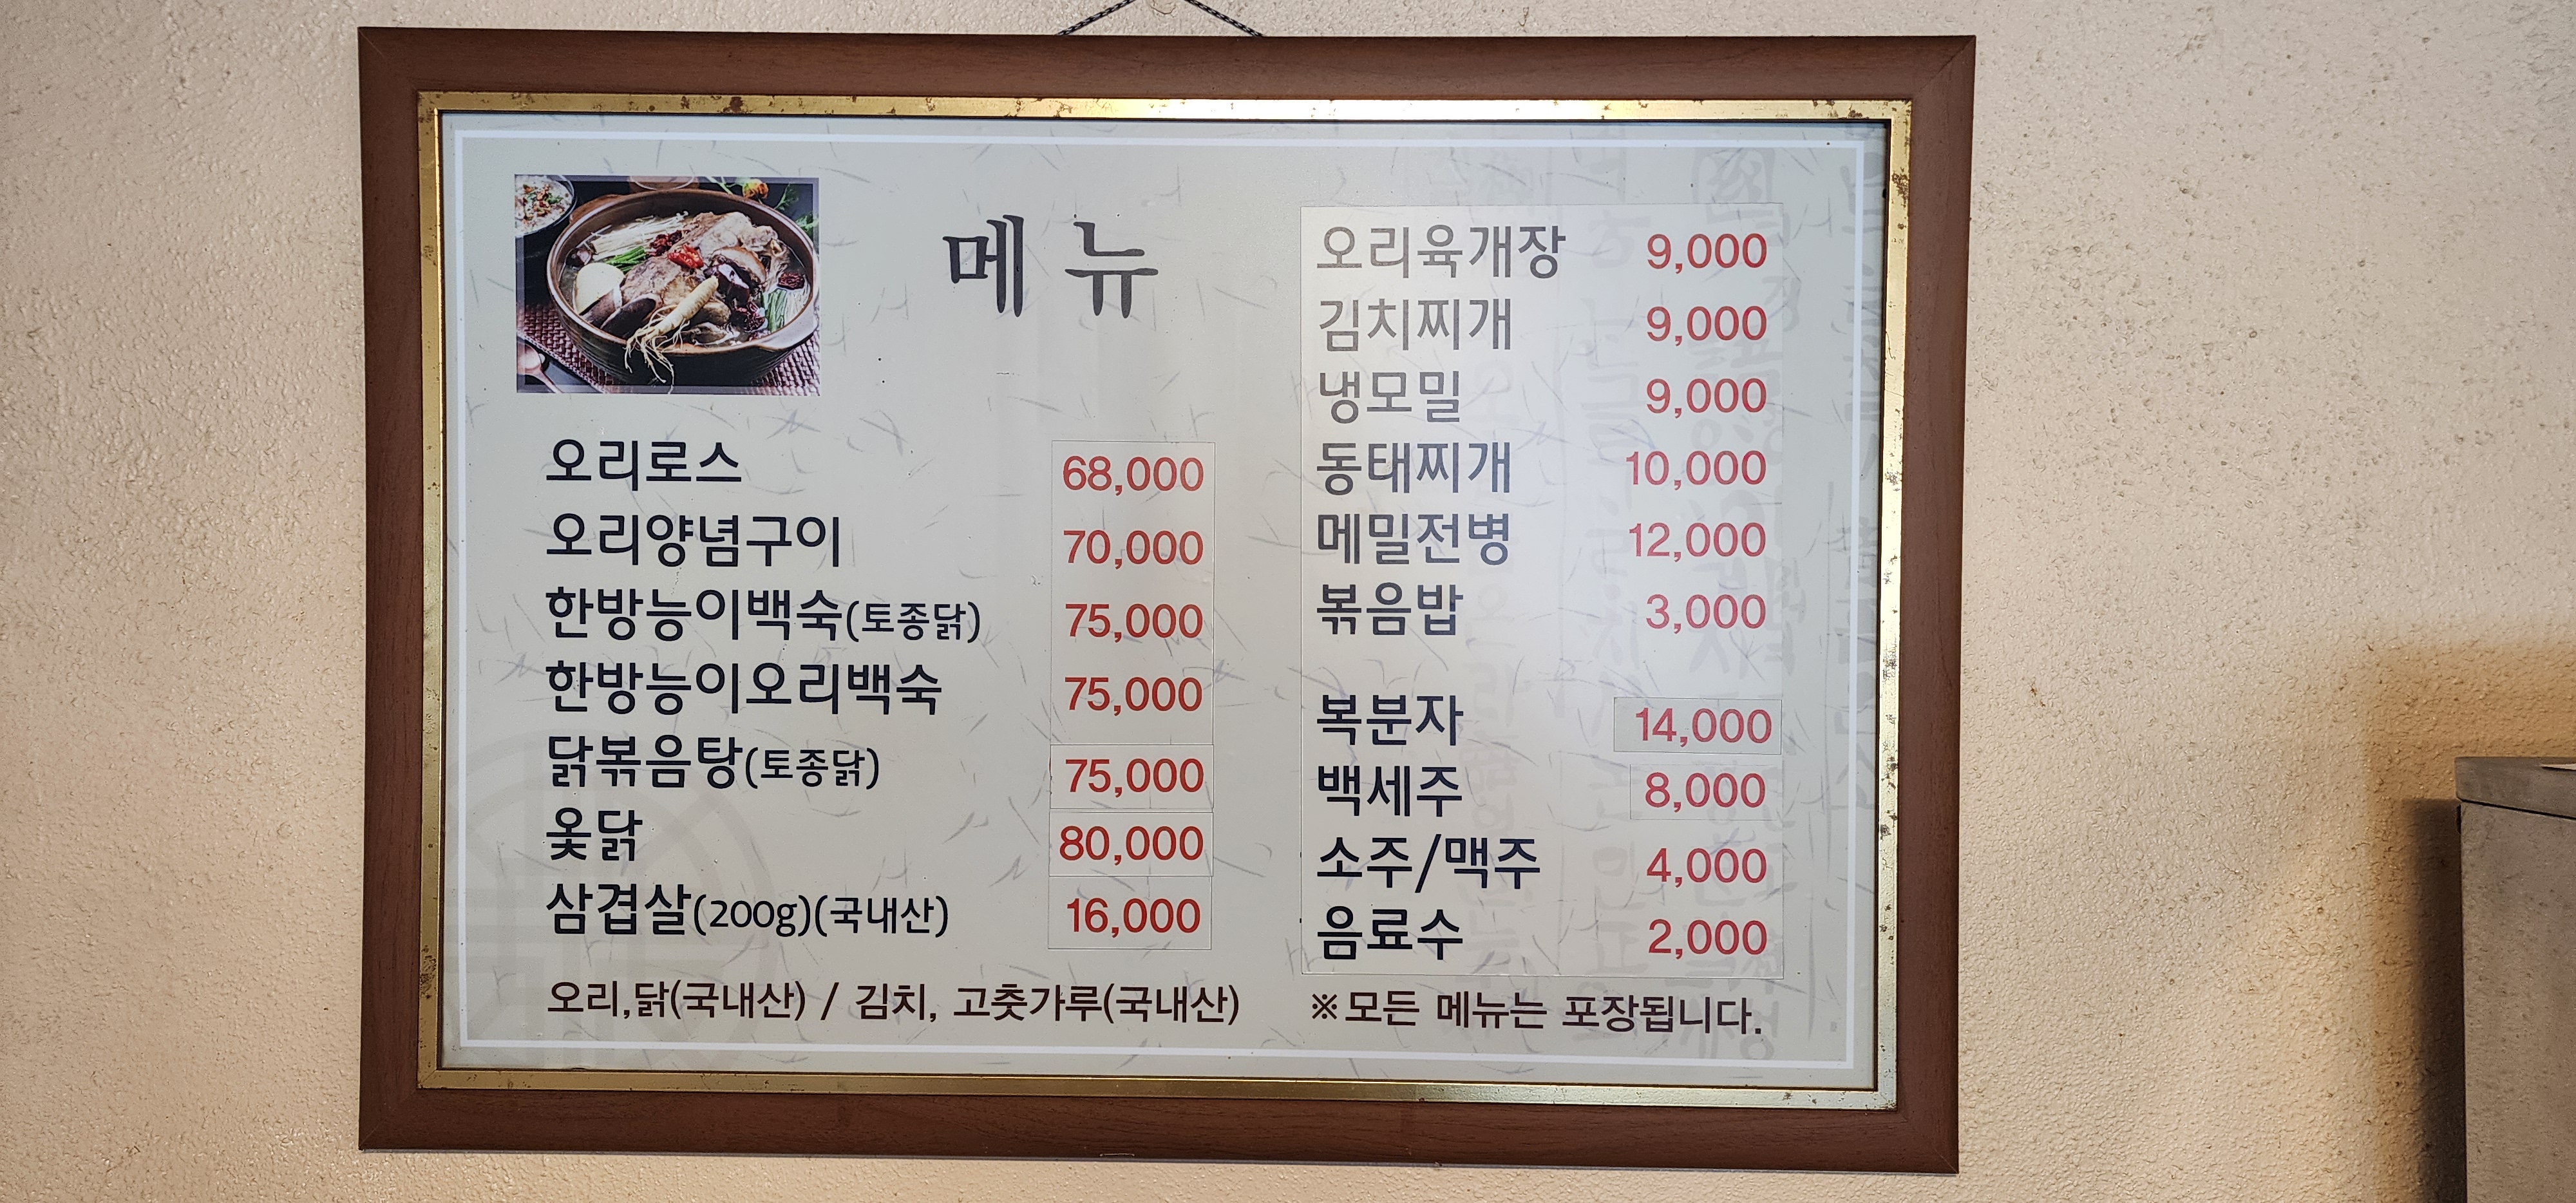 메뉴
오리로스 68,000
오리양념구이 70,000
한방능이백숙(토종닭) 75,000
한방능이오리백숙 75,000
닭볶음탕(토종닭) 75,000
옻닭 80,000
삼겹살(200g)(국내산) 16,000
오리,닭(국내산) / 김치, 고춧가루(국내산)
오리육개장 9,000
김치찌개 9,000
냉모밀 9,000
동태찌개 10,000
메밀전병 12,000
볶음밥 3,000
복분자 14,000
백세주 8,000
소주/맥주 4,000
음료수 2,000
※모든 메뉴는 포장됩니다.